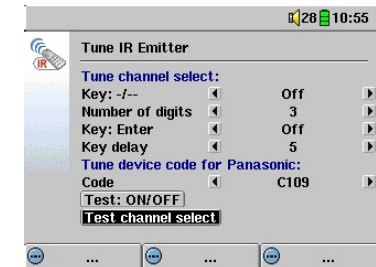 28 10:55
Tune IR Emitter
IR
Tune channel select:
Key: -/-- Off
Number of digits 3
Key: Enter Off
Key delay 5
Tune device code for Panasonic:
Code C109
Test: ON/OFF
Test channel select
... ... ...